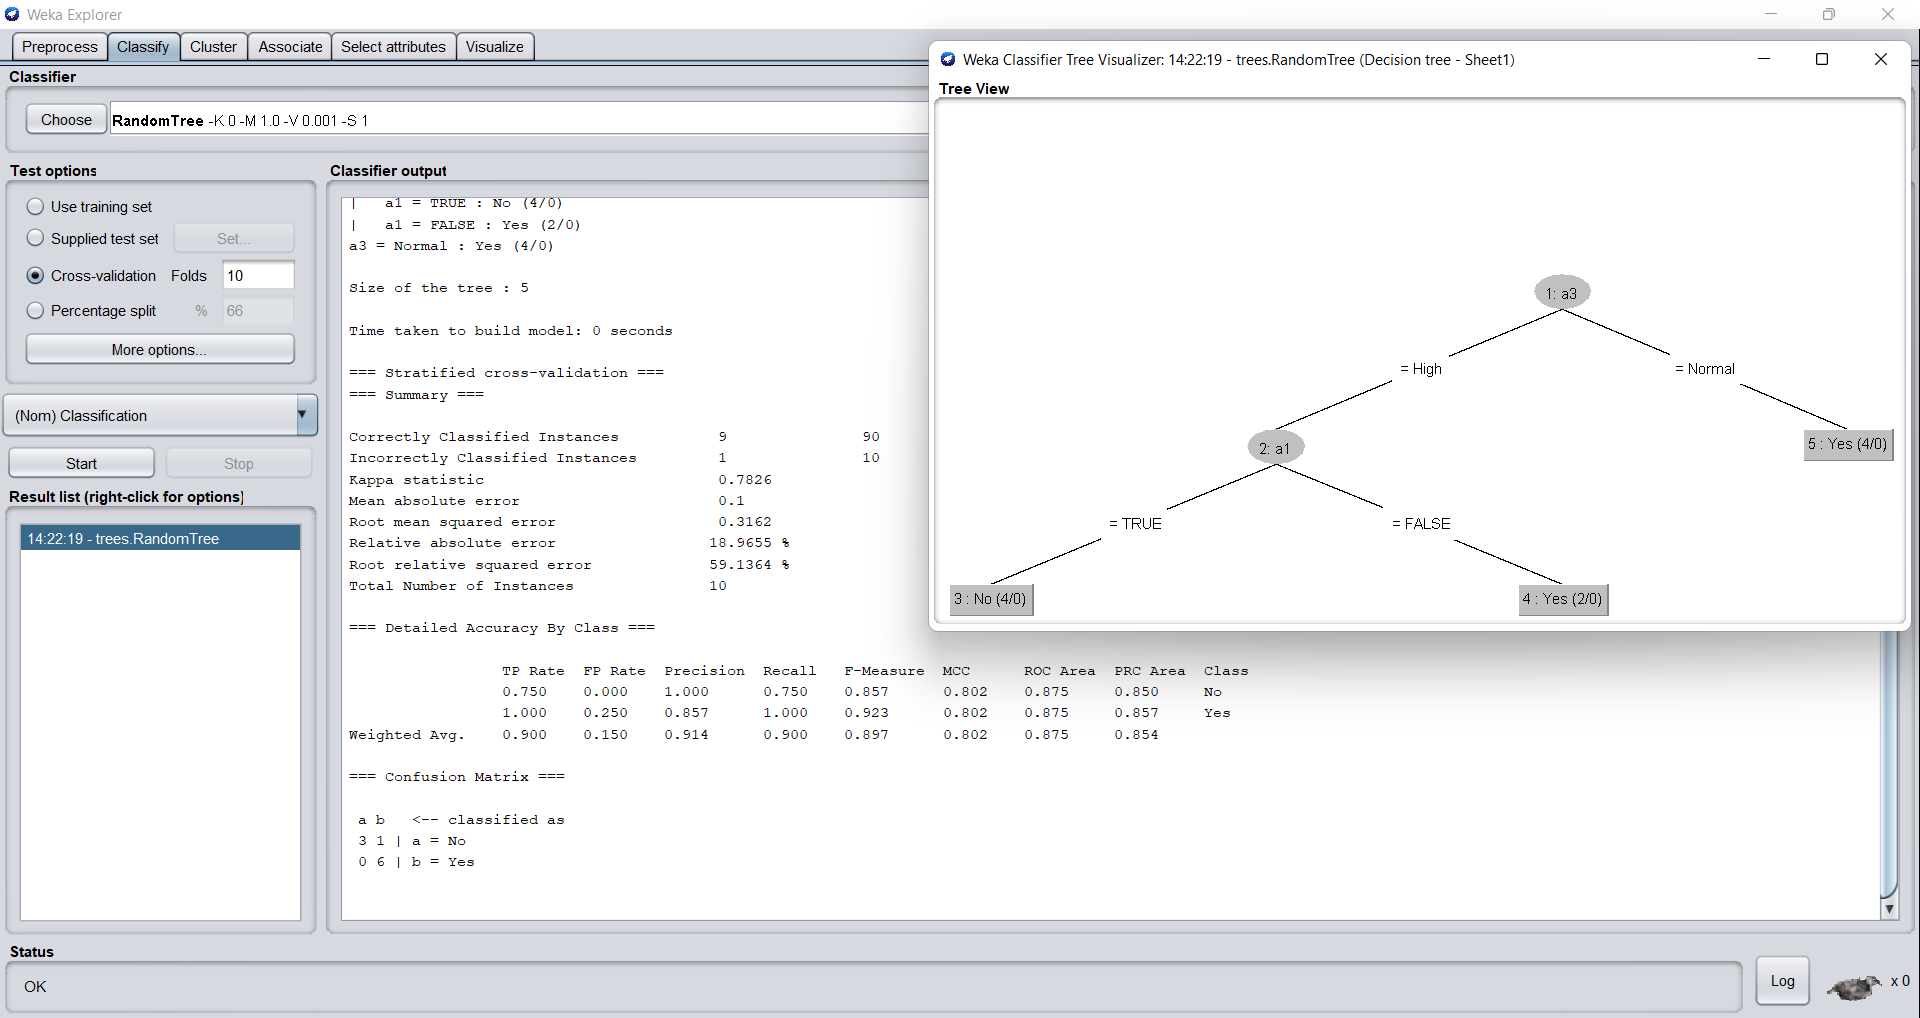 Weka Explorer
Preprocess Classify Cluster Associate Select attributes Visualize
Classifier
Choose RandomTree -K 0 -M 1.0 -V 0.001 -S 1
Test options
Use training set
Supplied test set Set...
Cross-validation Folds 10
Percentage split % 66
More options...
(Nom) Classification
Start Stop
Result list (right-click for options)
14:22:19 - trees.RandomTree
Classifier output
| a1 = TRUE : No (4/0)
| a1 = FALSE : Yes (2/0)
a3 = Normal : Yes (4/0)
Size of the tree : 5
Time taken to build model: 0 seconds
=== Stratified cross-validation ===
=== Summary ===
Correctly Classified Instances 9 90
Incorrectly Classified Instances 1 10
Kappa statistic 0.7826
Mean absolute error 0.1
Root mean squared error 0.3162
Relative absolute error 18.9655 %
Root relative squared error 59.1364 %
Total Number of Instances 10
=== Detailed Accuracy By Class ===
TP Rate FP Rate Precision Recall F-Measure MCC ROC Area PRC Area Class
0.750 0.000 1.000 0.750 0.857 0.802 0.875 0.850 No
1.000 0.250 0.857 1.000 0.923 0.802 0.875 0.857 Yes
Weighted Avg. 0.900 0.150 0.914 0.900 0.897 0.802 0.875 0.854
=== Confusion Matrix ===
a b <-- classified as
3 1 | a = No
0 6 | b = Yes
Weka Classifier Tree Visualizer: 14:22:19 - trees.RandomTree (Decision tree - Sheet1)
Tree View
1: a3
= High = Normal
2: a1 5 : Yes (4/0)
= TRUE = FALSE
3 : No (4/0) 4 : Yes (2/0)
Status
OK
Log x 0